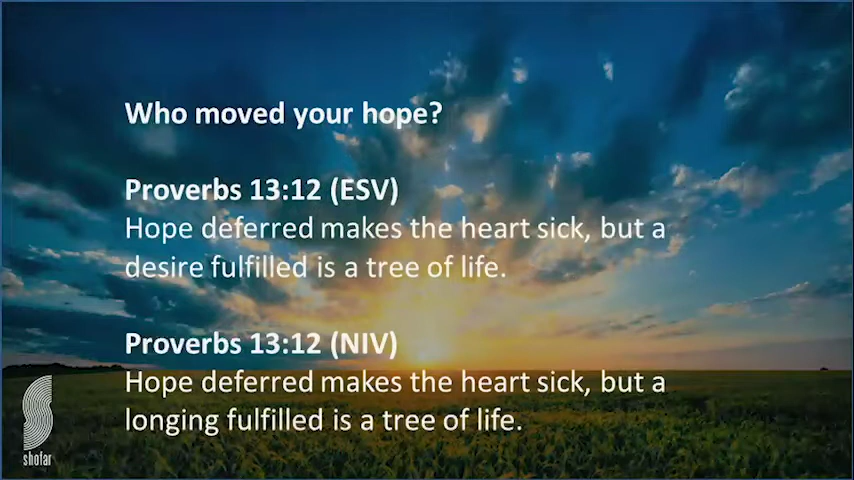 Who moved your hope?
Proverbs 13:12 (ESV)
Hope deferred makes the heart sick, but a
desire fulfilled is a tree of life.
Proverbs 13:12 (NIV)
Hope deferred makes the heart sick, but a
longing fulfilled is a tree of life.
shofar